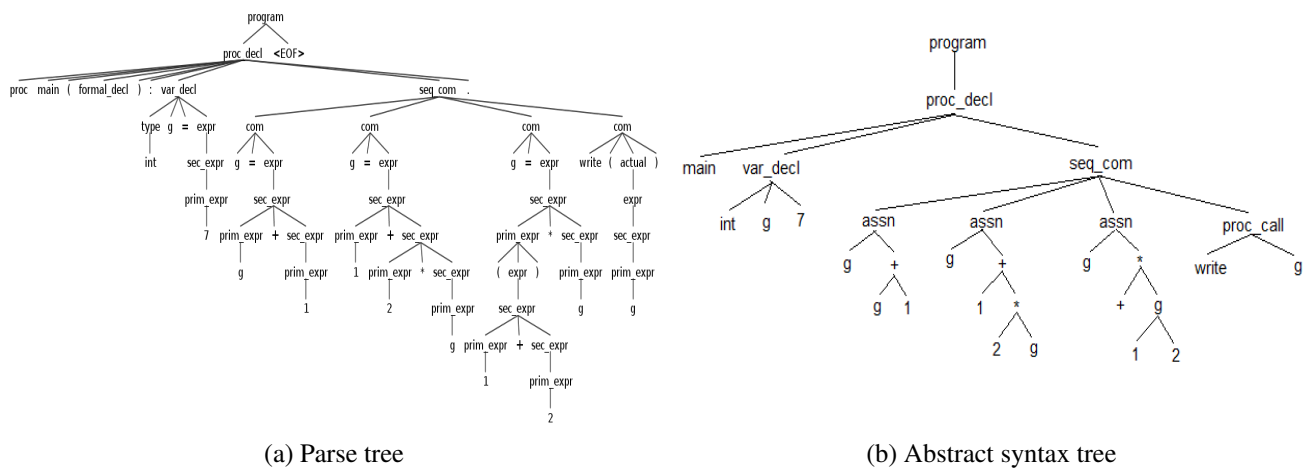 program
proc_decl <EOF>
proc main ( formal_decl ) : var_decl seq_com .
type g = expr com com com com
int sec_expr g = expr g = expr g = expr write ( actual )
prim_expr sec_expr sec_expr sec_expr expr
7 prim_expr + sec_expr prim_expr + sec_expr prim_expr * sec_expr sec_expr
g prim_expr 1 prim_expr * sec_expr ( expr ) prim_expr prim_expr
1 2 prim_expr sec_expr g g
g prim_expr + sec_expr
1 prim_expr
2
(a) Parse tree
program
proc_decl
main var_decl seq_com
int g 7 assn assn assn proc_call
g + g + g * write g
g 1 1 * + g
2 g 1 2
(b) Abstract syntax tree